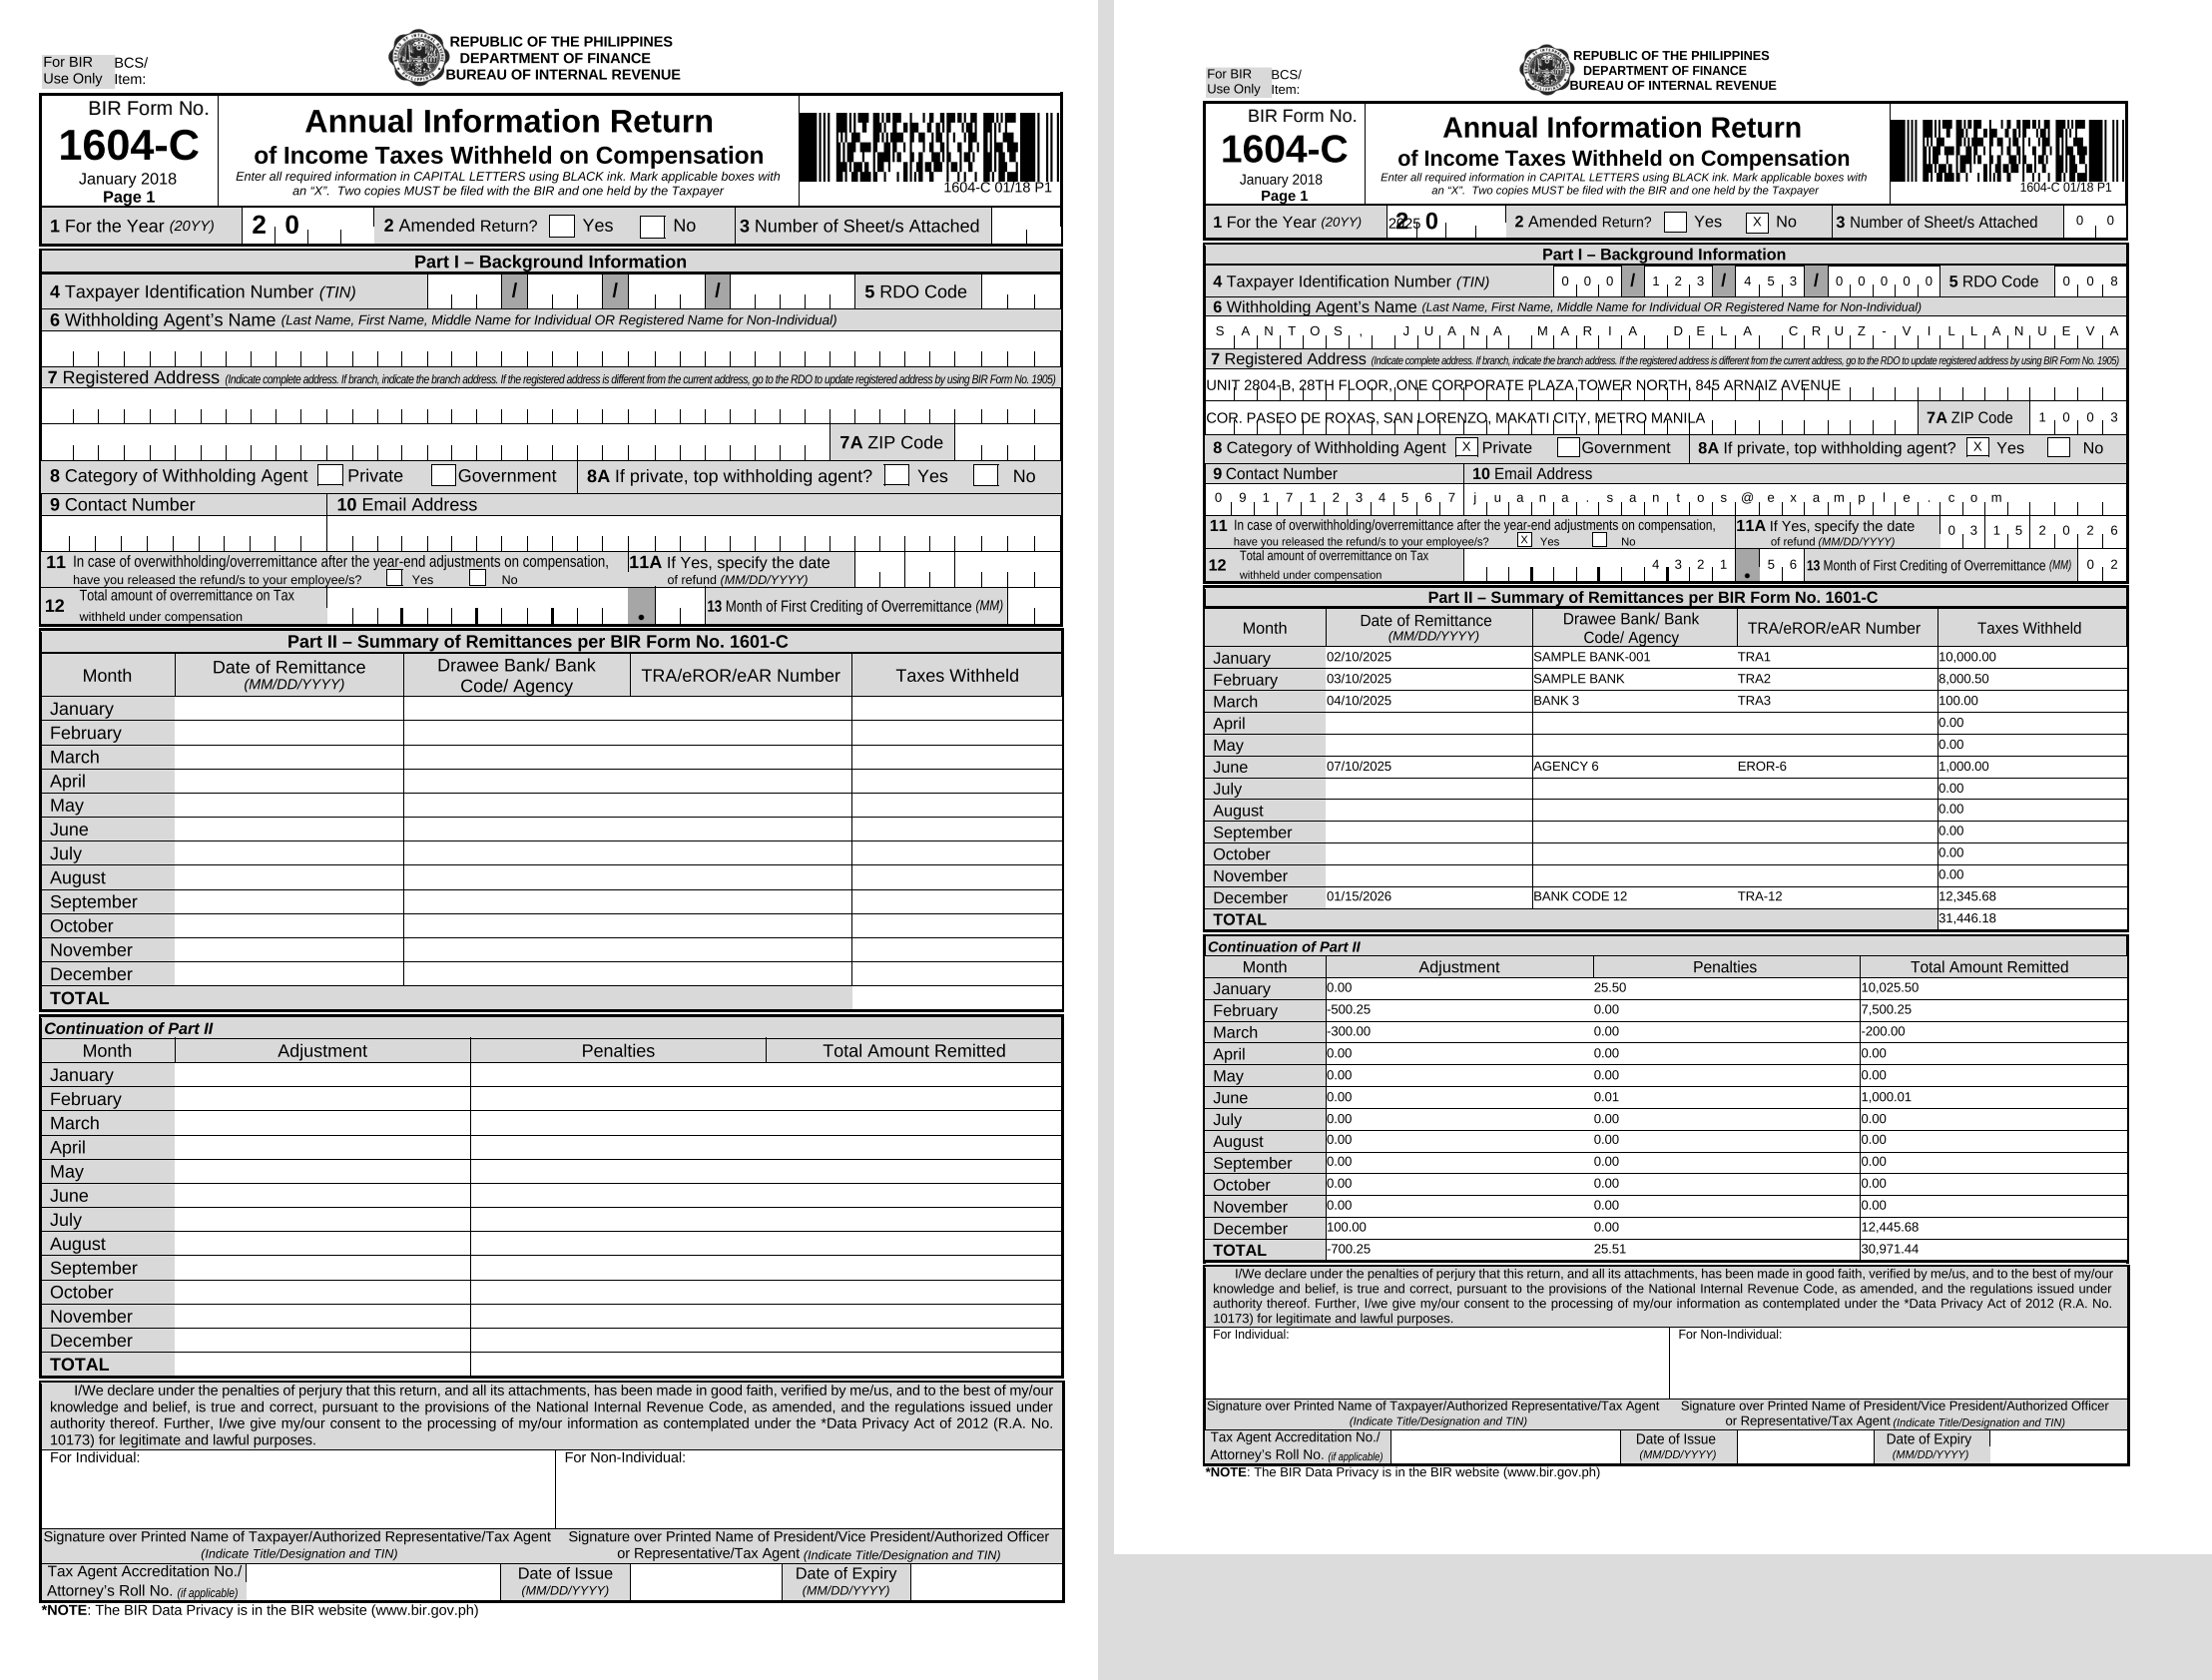 For BIR Use Only BCS/ Item:
REPUBLIC OF THE PHILIPPINES
DEPARTMENT OF FINANCE
BUREAU OF INTERNAL REVENUE
BIR Form No.
1604-C
January 2018
Page 1
Annual Information Return
of Income Taxes Withheld on Compensation
Enter all required information in CAPITAL LETTERS using BLACK ink. Mark applicable boxes with
an “X”. Two copies MUST be filed with the BIR and one held by the Taxpayer
1604-C 01/18 P1
1 For the Year (20YY) 2 0 2 Amended Return? Yes No 3 Number of Sheet/s Attached
Part I – Background Information
4 Taxpayer Identification Number (TIN) / / / 5 RDO Code
6 Withholding Agent’s Name (Last Name, First Name, Middle Name for Individual OR Registered Name for Non-Individual)
7 Registered Address (Indicate complete address. If branch, indicate the branch address. If the registered address is different from the current address, go to the RDO to update registered address by using BIR Form No. 1905)
7A ZIP Code
8 Category of Withholding Agent Private Government 8A If private, top withholding agent? Yes No
9 Contact Number 10 Email Address
11 In case of overwithholding/overremittance after the year-end adjustments on compensation,
have you released the refund/s to your employee/s? Yes No
11A If Yes, specify the date
of refund (MM/DD/YYYY)
12 Total amount of overremittance on Tax
withheld under compensation
13 Month of First Crediting of Overremittance (MM)
Part II – Summary of Remittances per BIR Form No. 1601-C
Month Date of Remittance (MM/DD/YYYY) Drawee Bank/ Bank Code/ Agency TRA/eROR/eAR Number Taxes Withheld
January
February
March
April
May
June
July
August
September
October
November
December
TOTAL
Continuation of Part II
Month Adjustment Penalties Total Amount Remitted
January
February
March
April
May
June
July
August
September
October
November
December
TOTAL
I/We declare under the penalties of perjury that this return, and all its attachments, has been made in good faith, verified by me/us, and to the best of my/our
knowledge and belief, is true and correct, pursuant to the provisions of the National Internal Revenue Code, as amended, and the regulations issued under
authority thereof. Further, I/we give my/our consent to the processing of my/our information as contemplated under the *Data Privacy Act of 2012 (R.A. No.
10173) for legitimate and lawful purposes.
For Individual: For Non-Individual:
Signature over Printed Name of Taxpayer/Authorized Representative/Tax Agent
(Indicate Title/Designation and TIN)
Signature over Printed Name of President/Vice President/Authorized Officer
or Representative/Tax Agent (Indicate Title/Designation and TIN)
Tax Agent Accreditation No./
Attorney’s Roll No. (if applicable)
Date of Issue
(MM/DD/YYYY)
Date of Expiry
(MM/DD/YYYY)
*NOTE: The BIR Data Privacy is in the BIR website (www.bir.gov.ph)
For BIR Use Only BCS/ Item:
REPUBLIC OF THE PHILIPPINES
DEPARTMENT OF FINANCE
BUREAU OF INTERNAL REVENUE
BIR Form No.
1604-C
January 2018
Page 1
Annual Information Return
of Income Taxes Withheld on Compensation
Enter all required information in CAPITAL LETTERS using BLACK ink. Mark applicable boxes with
an “X”. Two copies MUST be filed with the BIR and one held by the Taxpayer
1604-C 01/18 P1
1 For the Year (20YY) 2025 2 0 2 Amended Return? Yes X No 3 Number of Sheet/s Attached 0 0
Part I – Background Information
4 Taxpayer Identification Number (TIN) 0 0 0 / 1 2 3 / 4 5 3 / 0 0 0 0 0 5 RDO Code 0 0 8
6 Withholding Agent’s Name (Last Name, First Name, Middle Name for Individual OR Registered Name for Non-Individual)
SANTOS, JUANA MARIA DELA CRUZ-VILLANUEVA
7 Registered Address (Indicate complete address. If branch, indicate the branch address. If the registered address is different from the current address, go to the RDO to update registered address by using BIR Form No. 1905)
UNIT 2804-B, 28TH FLOOR, ONE CORPORATE PLAZA TOWER NORTH, 845 ARNAIZ AVENUE
COR. PASEO DE ROXAS, SAN LORENZO, MAKATI CITY, METRO MANILA 7A ZIP Code 1 0 0 3
8 Category of Withholding Agent X Private Government 8A If private, top withholding agent? X Yes No
9 Contact Number 10 Email Address
09171234567 juana.santos@example.com
11 In case of overwithholding/overremittance after the year-end adjustments on compensation,
have you released the refund/s to your employee/s? X Yes No
11A If Yes, specify the date
of refund (MM/DD/YYYY) 0 3 1 5 2 0 2 6
12 Total amount of overremittance on Tax
withheld under compensation 4 3 2 1 . 5 6 13 Month of First Crediting of Overremittance (MM) 0 2
Part II – Summary of Remittances per BIR Form No. 1601-C
Month Date of Remittance (MM/DD/YYYY) Drawee Bank/ Bank Code/ Agency TRA/eROR/eAR Number Taxes Withheld
January 02/10/2025 SAMPLE BANK-001 TRA1 10,000.00
February 03/10/2025 SAMPLE BANK TRA2 8,000.50
March 04/10/2025 BANK 3 TRA3 100.00
April 0.00
May 0.00
June 07/10/2025 AGENCY 6 EROR-6 1,000.00
July 0.00
August 0.00
September 0.00
October 0.00
November 0.00
December 01/15/2026 BANK CODE 12 TRA-12 12,345.68
TOTAL 31,446.18
Continuation of Part II
Month Adjustment Penalties Total Amount Remitted
January 0.00 25.50 10,025.50
February -500.25 0.00 7,500.25
March -300.00 0.00 -200.00
April 0.00 0.00 0.00
May 0.00 0.00 0.00
June 0.00 0.01 1,000.01
July 0.00 0.00 0.00
August 0.00 0.00 0.00
September 0.00 0.00 0.00
October 0.00 0.00 0.00
November 0.00 0.00 0.00
December 100.00 0.00 12,445.68
TOTAL -700.25 25.51 30,971.44
I/We declare under the penalties of perjury that this return, and all its attachments, has been made in good faith, verified by me/us, and to the best of my/our
knowledge and belief, is true and correct, pursuant to the provisions of the National Internal Revenue Code, as amended, and the regulations issued under
authority thereof. Further, I/we give my/our consent to the processing of my/our information as contemplated under the *Data Privacy Act of 2012 (R.A. No.
10173) for legitimate and lawful purposes.
For Individual: For Non-Individual:
Signature over Printed Name of Taxpayer/Authorized Representative/Tax Agent
(Indicate Title/Designation and TIN)
Signature over Printed Name of President/Vice President/Authorized Officer
or Representative/Tax Agent (Indicate Title/Designation and TIN)
Tax Agent Accreditation No./
Attorney’s Roll No. (if applicable)
Date of Issue
(MM/DD/YYYY)
Date of Expiry
(MM/DD/YYYY)
*NOTE: The BIR Data Privacy is in the BIR website (www.bir.gov.ph)